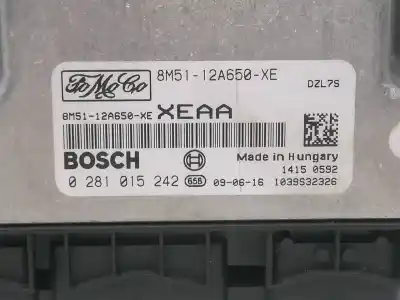 FoMoCo 8M51-12A650-XE DZL7S
8M51-12A650-XE XEAA
BOSCH Made in Hungary
1415 0592
0 281 015 242 65B 09-06-16 1039S32326